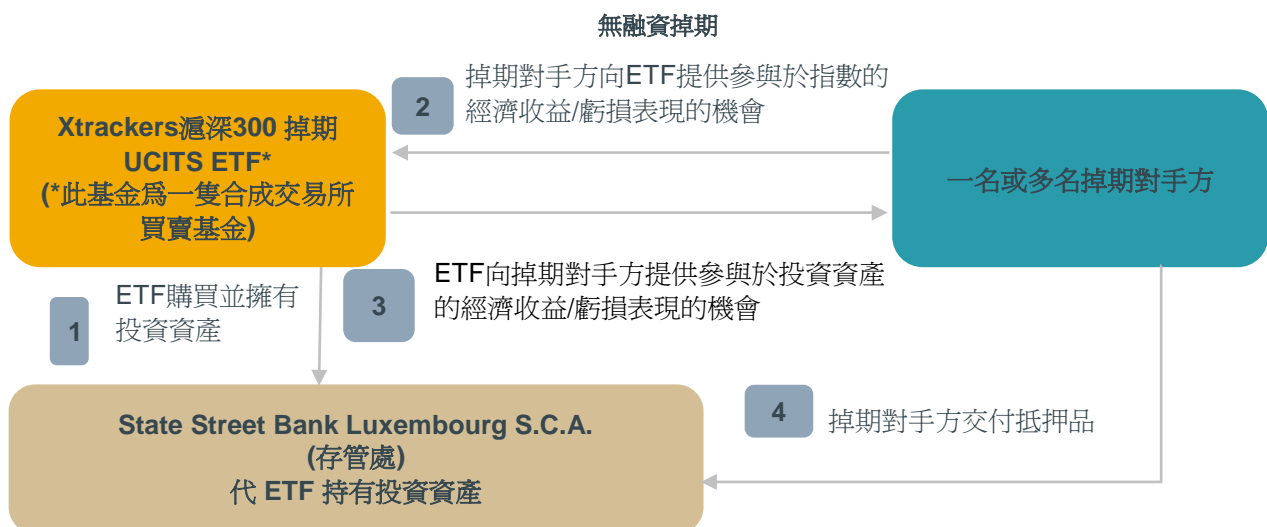 無融資掉期
2
掉期對手方向ETF提供參與於指數的
經濟收益/虧損表現的機會
Xtrackers滬深300 掉期
UCITS ETF*
(*此基金爲一隻合成交易所
買賣基金)
一名或多名掉期對手方
1
ETF購買並擁有
投資資產
3
ETF向掉期對手方提供參與於投資資產
的經濟收益/虧損表現的機會
State Street Bank Luxembourg S.C.A.
(存管處)
代 ETF 持有投資資產
4
掉期對手方交付抵押品